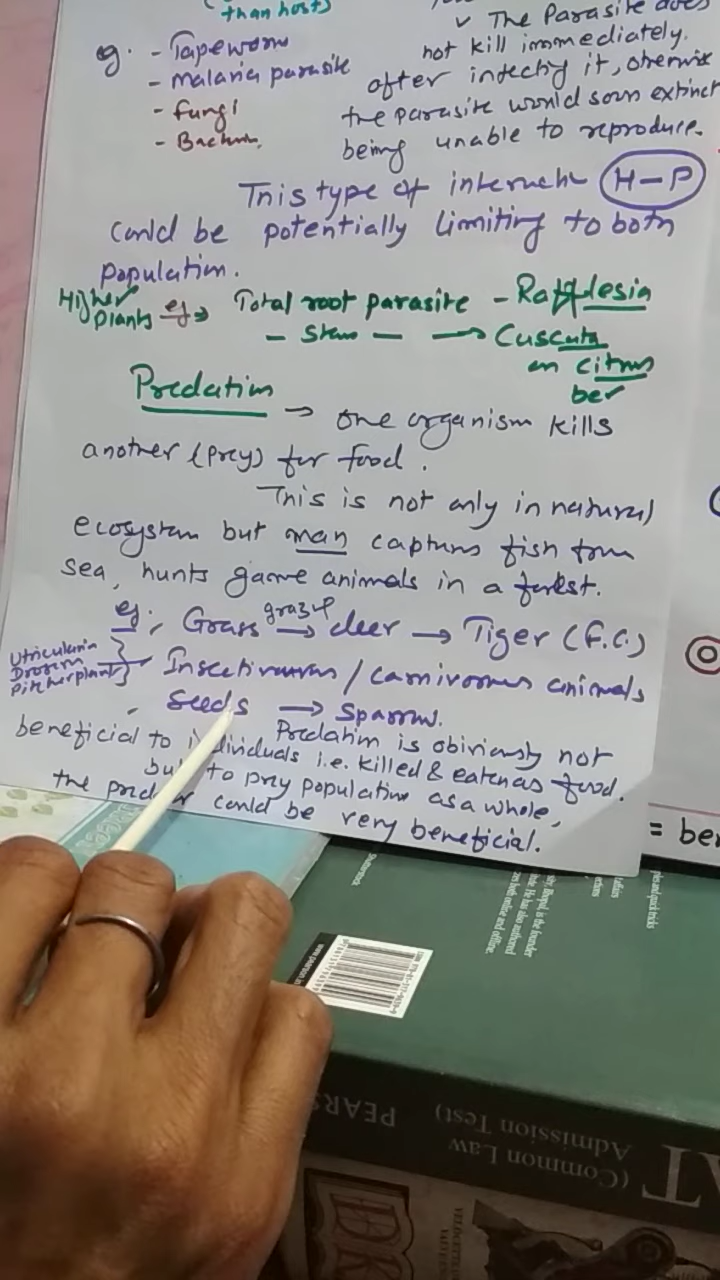 than host)
eg. - Tapeworm
- malaria parasite
- Fungi
- Bacteria.
✓ The Parasite does
not kill immediately.
after infecting it, otherwise
the parasite would soon extinct
being unable to reproduce.
This type of interactn H-P
could be potentially limiting to both
population.
Higher
Plants eg → Total root parasite - Rafflesia
- Stem - → Cuscuta
on citrus
ber
Predation → one organism kills
another (prey) for food.
This is not only in natural
ecosystem but man captures fish from
sea, hunts game animals in a forest.
eg, Grass grazed → deer → Tiger (F.C.)
Utricularia
Drosera
Pitcher plant
Insectivorous / carnivorous animals
- Seeds → Sparrow.
Predation is obviously not
beneficial to individuals i.e. killed & eaten as food.
but to prey population as a whole,
the could be very beneficial.
= ben
PEARS
(Common Law
Admission Test)
AT